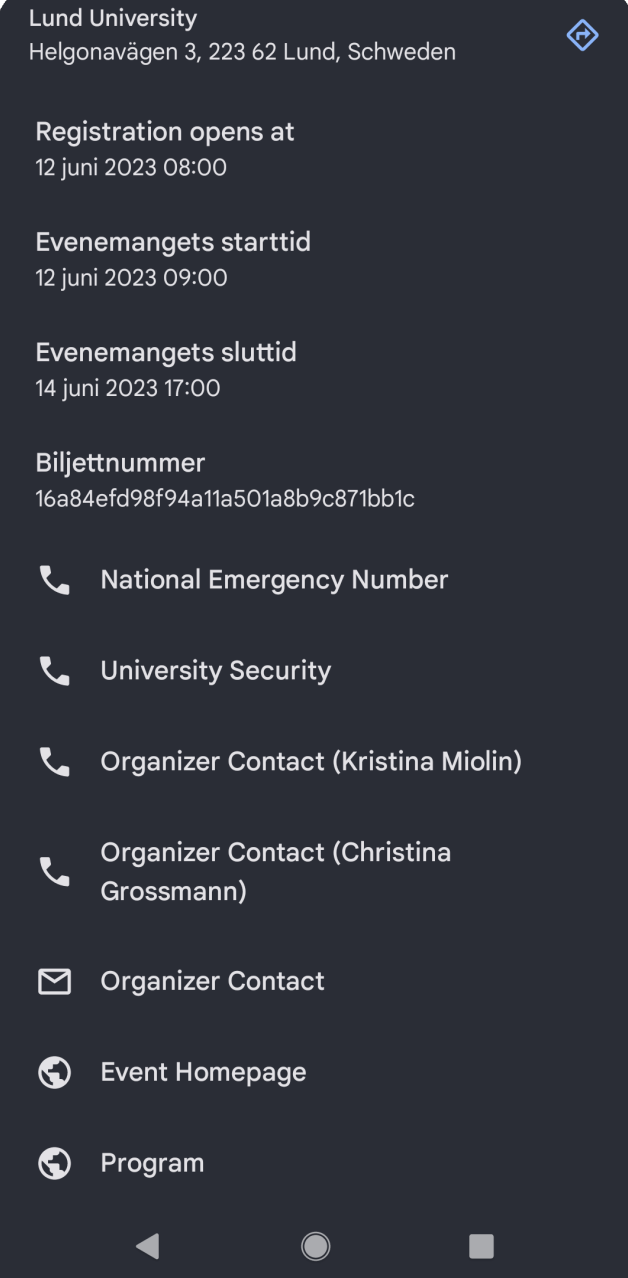 Lund University
Helgonavägen 3, 223 62 Lund, Schweden
Registration opens at
12 juni 2023 08:00
Evenemangets starttid
12 juni 2023 09:00
Evenemangets sluttid
14 juni 2023 17:00
Biljettnummer
16a84efd98f94a11a501a8b9c871bb1c
National Emergency Number
University Security
Organizer Contact (Kristina Miolin)
Organizer Contact (Christina
Grossmann)
Organizer Contact
Event Homepage
Program